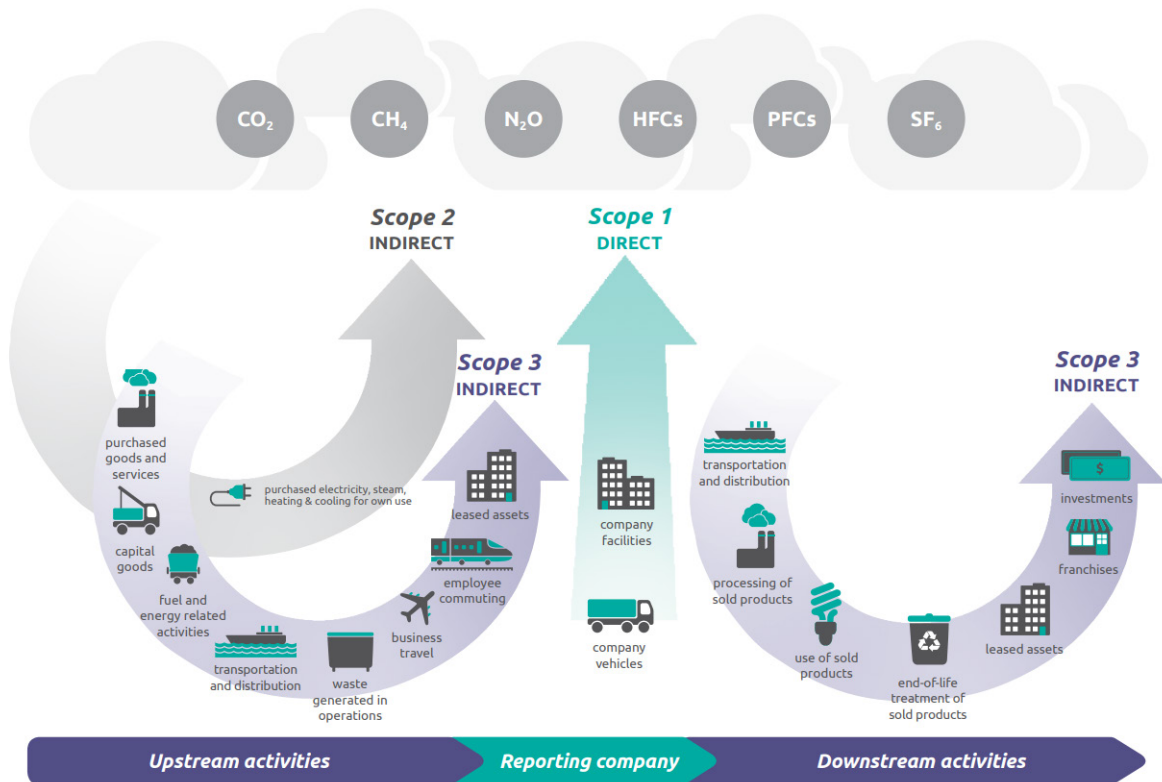 CO₂
CH₄
N₂O
HFCs
PFCs
SF₆
Scope 2
INDIRECT
Scope 1
DIRECT
Scope 3
INDIRECT
Scope 3
INDIRECT
purchased
goods and
services
capital
goods
fuel and
energy related
activities
purchased electricity, steam,
heating & cooling for own use
transportation
and distribution
waste
generated in
operations
business
travel
employee
commuting
leased assets
company
facilities
company
vehicles
transportation
and distribution
processing of
sold products
use of sold
products
end-of-life
treatment of
sold products
leased assets
franchises
investments
$
Upstream activities
Reporting company
Downstream activities